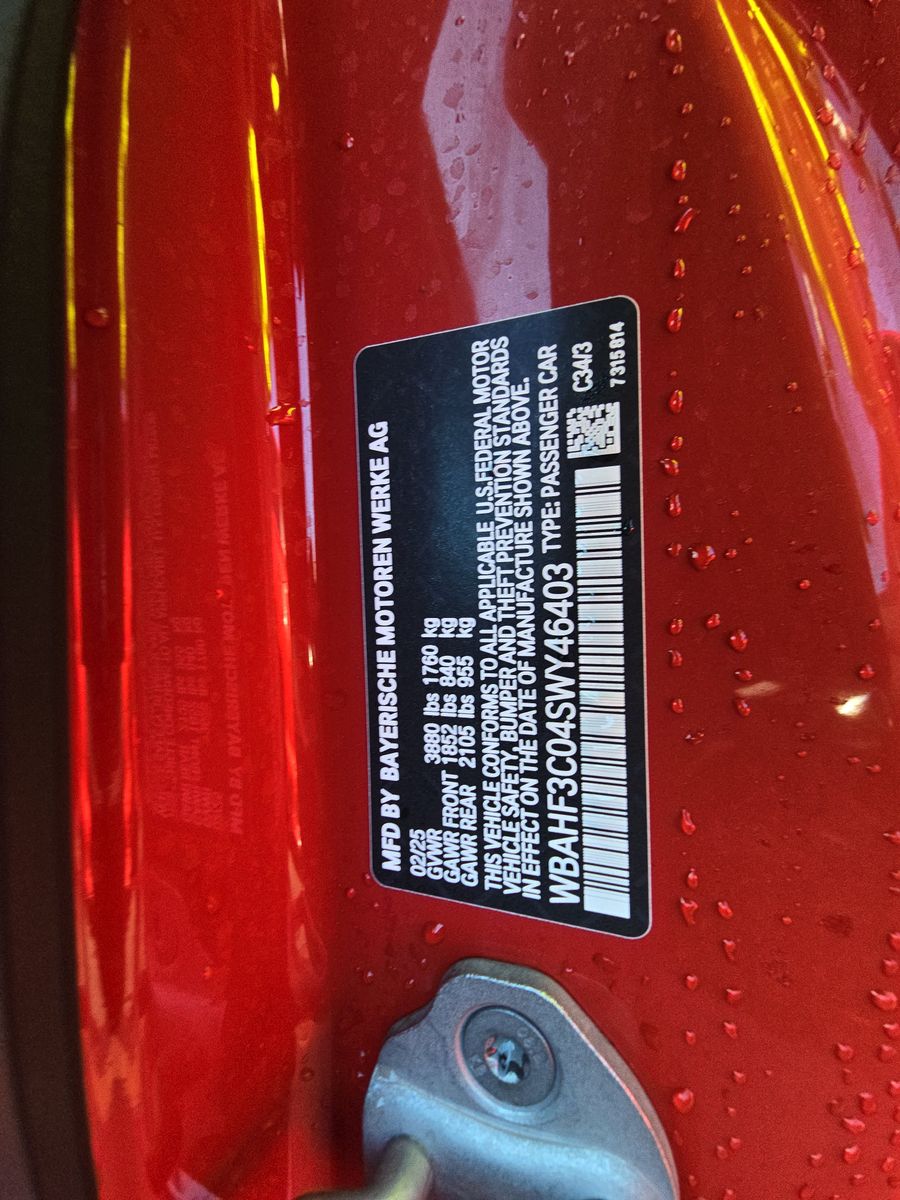 MFD BY BAYERISCHE MOTOREN WERKE AG
02/25
GVWR 3880 lbs 1760 kg
GAWR FRONT 1852 lbs 840 kg
GAWR REAR 2105 lbs 955 kg
THIS VEHICLE CONFORMS TO ALL APPLICABLE U.S. FEDERAL MOTOR
VEHICLE SAFETY, BUMPER AND THEFT PREVENTION STANDARDS
IN EFFECT ON THE DATE OF MANUFACTURE SHOWN ABOVE.
WBAHF3C04SWY46403 TYPE: PASSENGER CAR
C34/3
7315814